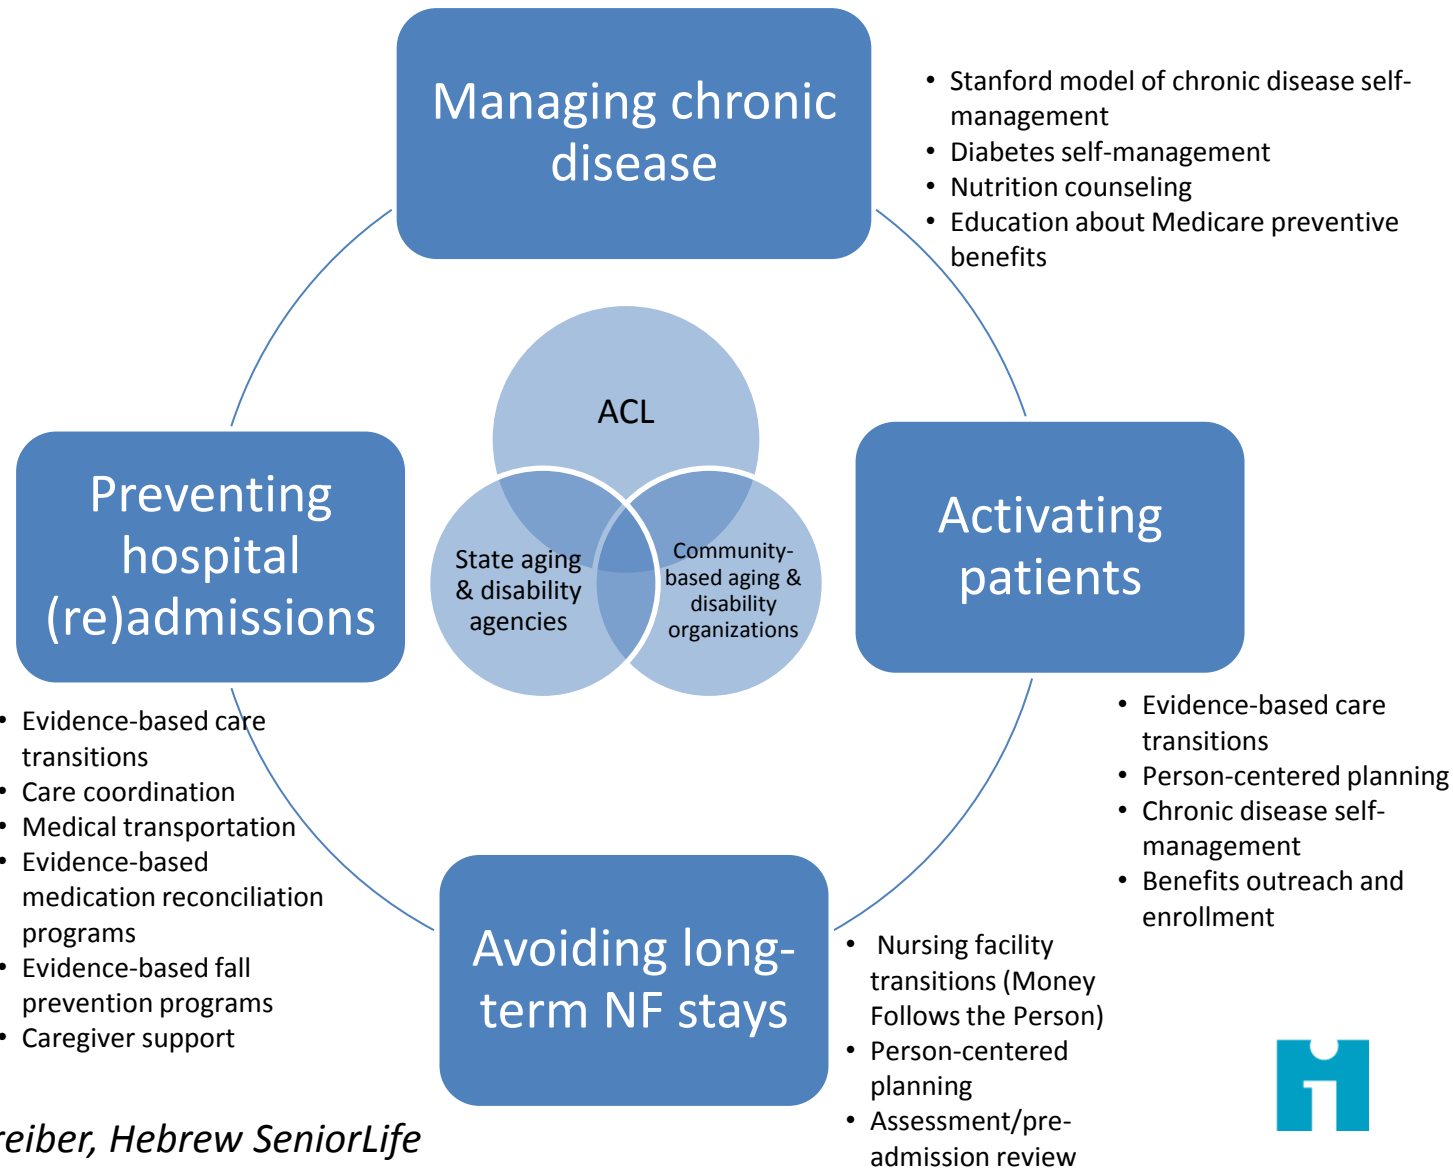 Managing chronic
disease
• Stanford model of chronic disease self-
management
• Diabetes self-management
• Nutrition counseling
• Education about Medicare preventive
benefits
ACL
State aging
& disability
agencies
Community-
based aging &
disability
organizations
Preventing
hospital
(re)admissions
Activating
patients
• Evidence-based care
transitions
• Care coordination
• Medical transportation
• Evidence-based
medication reconciliation
programs
• Evidence-based fall
prevention programs
• Caregiver support
• Evidence-based care
transitions
• Person-centered planning
• Chronic disease self-
management
• Benefits outreach and
enrollment
Avoiding long-
term NF stays
• Nursing facility
transitions (Money
Follows the Person)
• Person-centered
planning
• Assessment/pre-
admission review
reiber, Hebrew SeniorLife